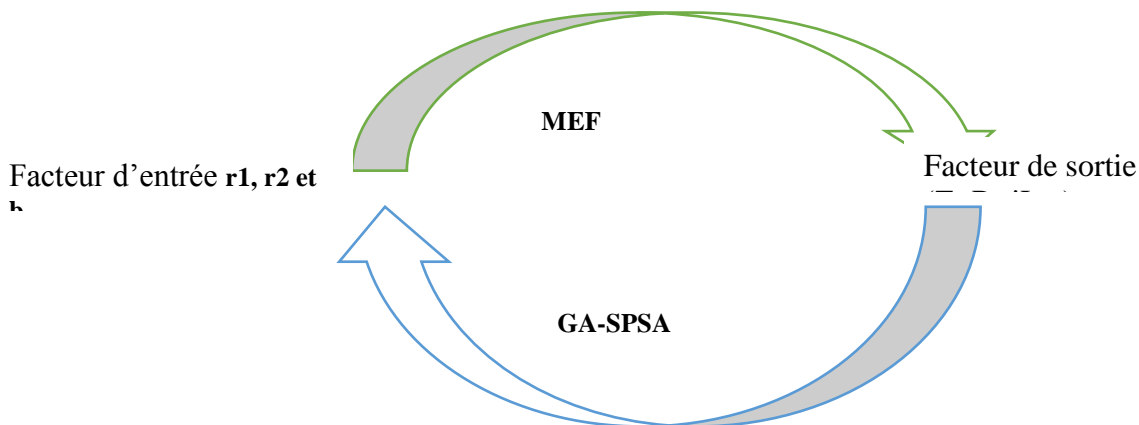 MEF
Facteur d’entrée r1, r2 et
Facteur de sortie
GA-SPSA